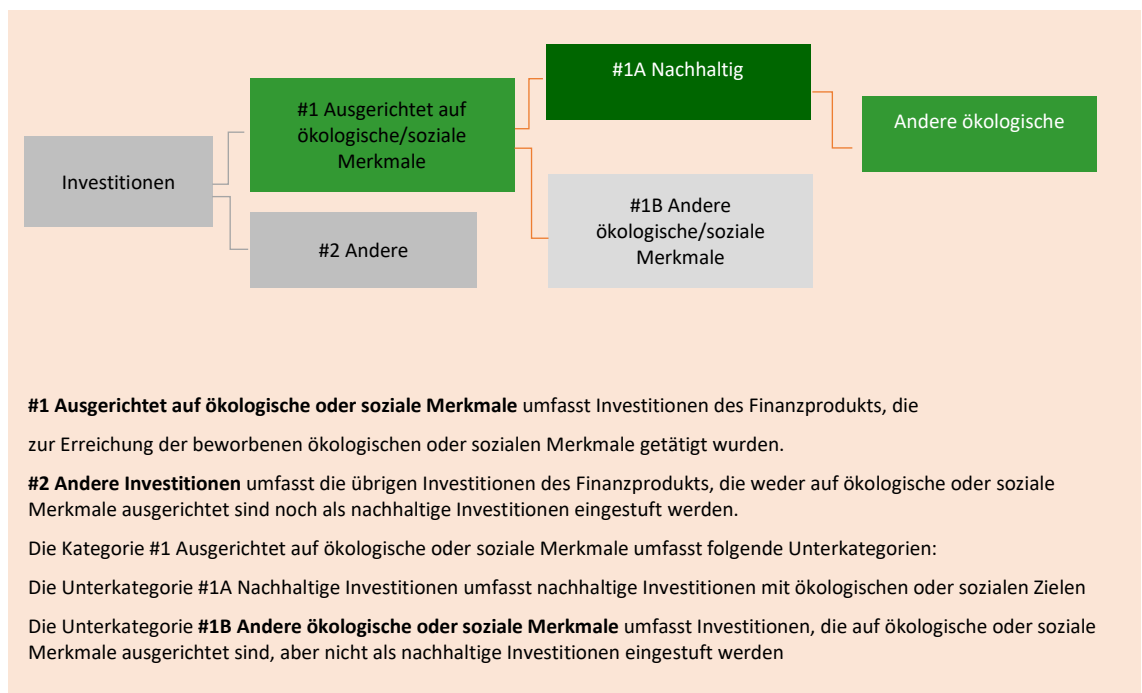 #1A Nachhaltig
#1 Ausgerichtet auf
ökologische/soziale
Merkmale
Andere ökologische
Investitionen
#1B Andere
ökologische/soziale
Merkmale
#2 Andere
#1 Ausgerichtet auf ökologische oder soziale Merkmale umfasst Investitionen des Finanzprodukts, die
zur Erreichung der beworbenen ökologischen oder sozialen Merkmale getätigt wurden.
#2 Andere Investitionen umfasst die übrigen Investitionen des Finanzprodukts, die weder auf ökologische oder soziale
Merkmale ausgerichtet sind noch als nachhaltige Investitionen eingestuft werden.
Die Kategorie #1 Ausgerichtet auf ökologische oder soziale Merkmale umfasst folgende Unterkategorien:
Die Unterkategorie #1A Nachhaltige Investitionen umfasst nachhaltige Investitionen mit ökologischen oder sozialen Zielen
Die Unterkategorie #1B Andere ökologische oder soziale Merkmale umfasst Investitionen, die auf ökologische oder soziale
Merkmale ausgerichtet sind, aber nicht als nachhaltige Investitionen eingestuft werden